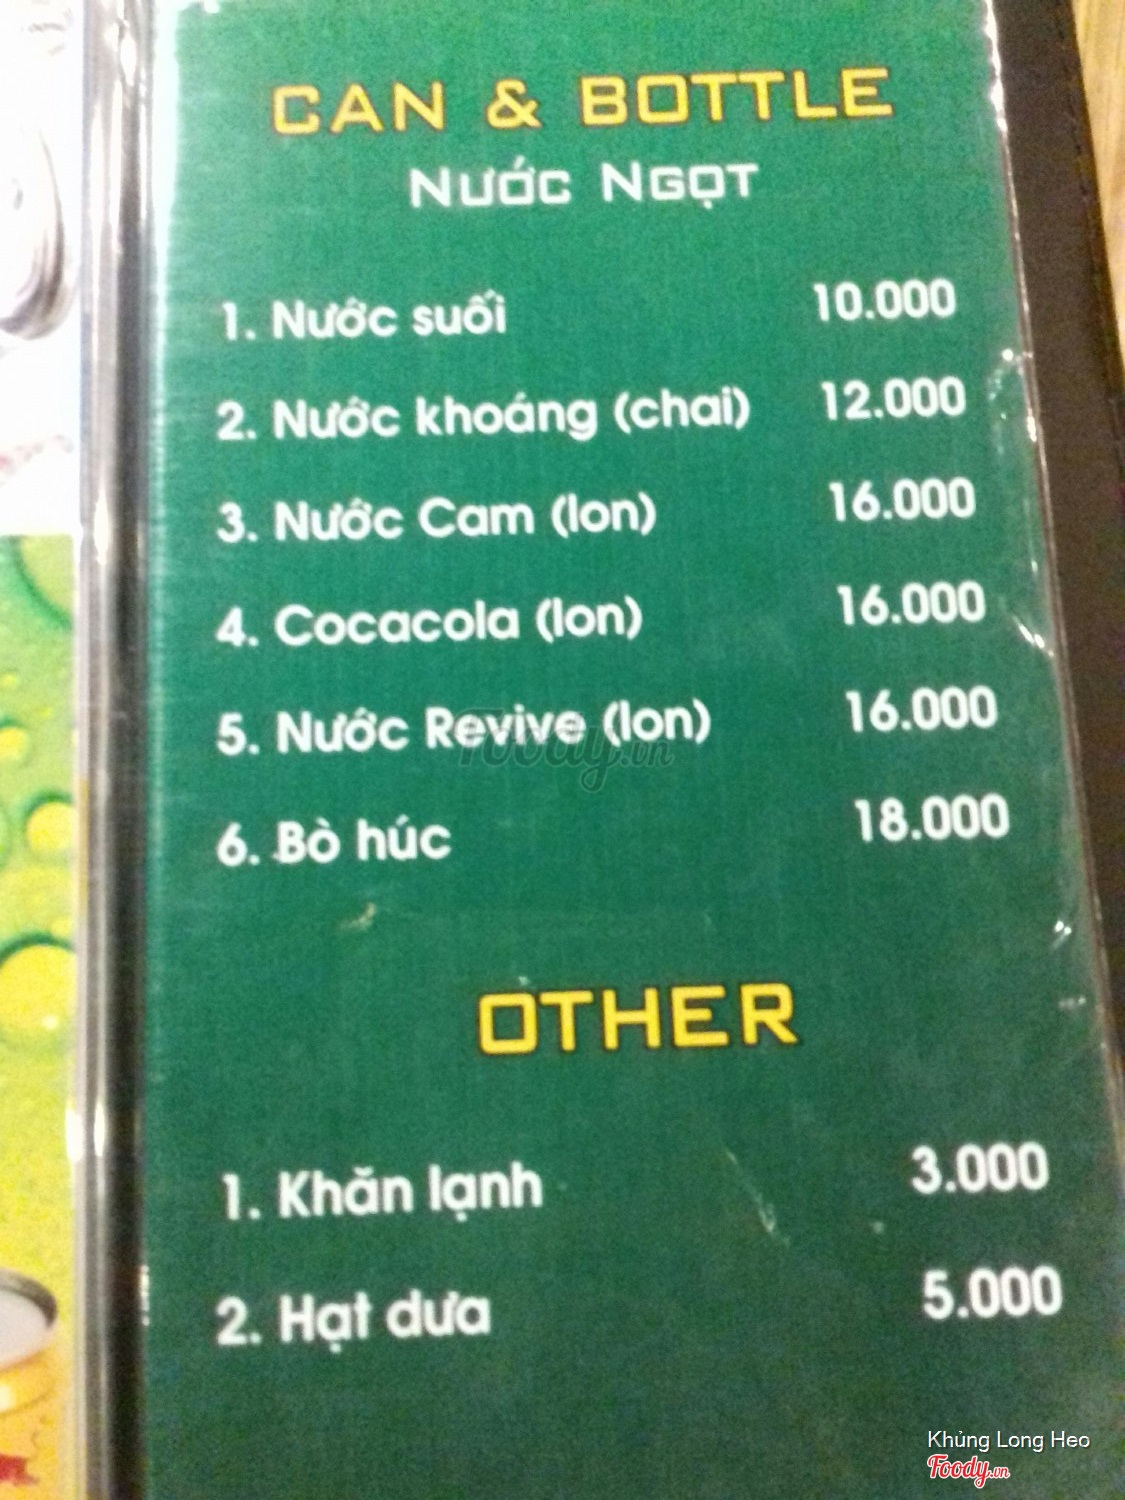 CAN & BOTTLE
NƯỚC NGỌT
1. Nước suối 10.000
2. Nước khoáng (chai) 12.000
3. Nước Cam (lon) 16.000
4. Cocacola (lon) 16.000
5. Nước Revive (lon) 16.000
Foody.vn
6. Bò húc 18.000
OTHER
1. Khăn lạnh 3.000
2. Hạt dưa 5.000
Khủng Long Heo
Foody.vn